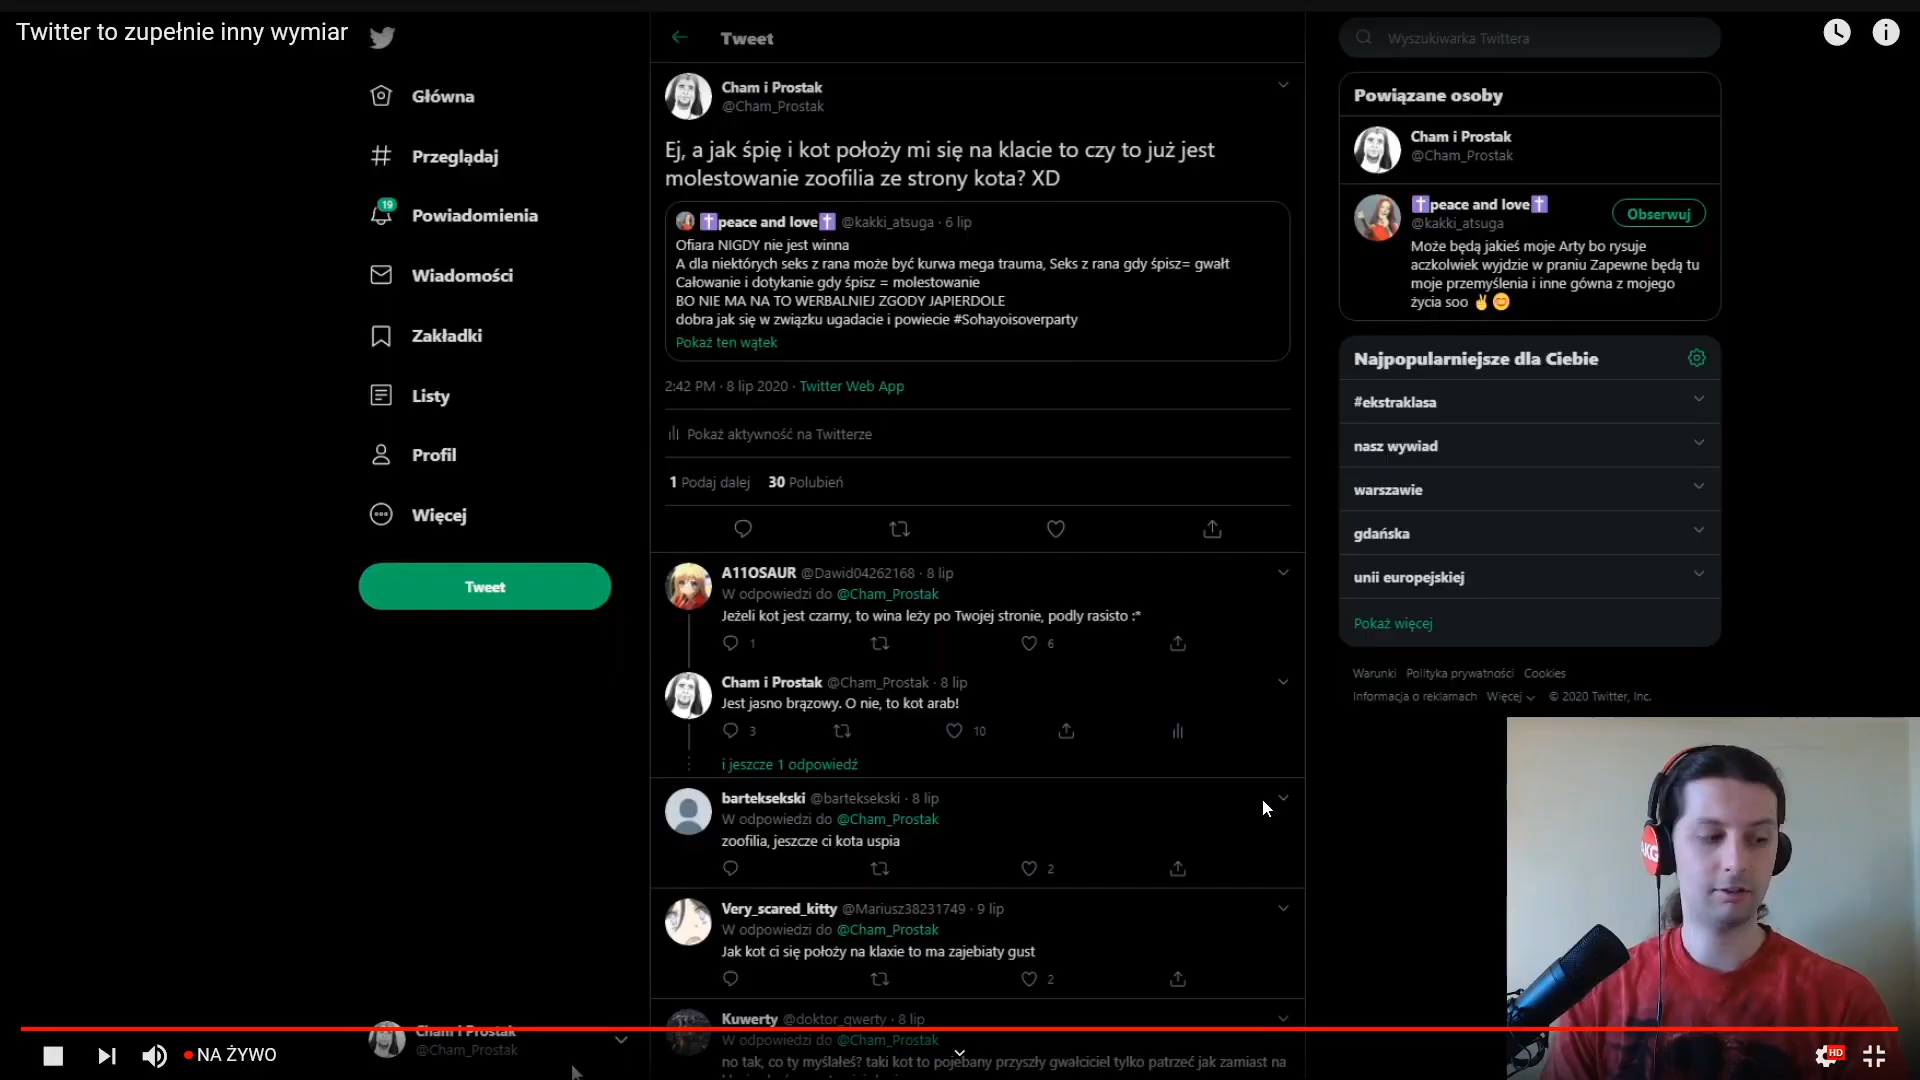 Twitter to zupełnie inny wymiar
Główna
Przeglądaj
19
Powiadomienia
Wiadomości
Zakładki
Listy
Profil
Więcej
Tweet
Cham i Prostak
@Cham_Prostak
Tweet
Cham i Prostak
@Cham_Prostak
Ej, a jak śpię i kot położy mi się na klacie to czy to już jest
molestowanie zoofilia ze strony kota? XD
✝️peace and love✝️ @kakki_atsuga · 6 lip
Ofiara NIGDY nie jest winna
A dla niektórych seks z rana może być kurwa mega trauma, Seks z rana gdy śpisz= gwałt
Całowanie i dotykanie gdy śpisz = molestowanie
BO NIE MA NA TO WERBALNIEJ ZGODY JAPIERDOLE
dobra jak się w związku ugadacie i powiecie #Sohayoisoverparty
Pokaż ten wątek
2:42 PM · 8 lip 2020 · Twitter Web App
Pokaż aktywność na Twitterze
1 Podaj dalej 30 Polubień
A11OSAUR @Dawid04262168 · 8 lip
W odpowiedzi do @Cham_Prostak
Jeżeli kot jest czarny, to wina leży po Twojej stronie, podly rasisto :*
1 6
Cham i Prostak @Cham_Prostak · 8 lip
Jest jasno brązowy. O nie, to kot arab!
3 10
i jeszcze 1 odpowiedź
barteksekski @barteksekski · 8 lip
W odpowiedzi do @Cham_Prostak
zoofilia, jeszcze ci kota uspia
2
Very_scared_kitty @Mariusz38231749 · 9 lip
W odpowiedzi do @Cham_Prostak
Jak kot ci się położy na klaxie to ma zajebiaty gust
2
Kuwerty @doktor_qwerty · 8 lip
W odpowiedzi do @Cham_Prostak
no tak, co ty myślałeś? taki kot to pojebany przyszły gwałciciel tylko patrzeć jak zamiast na
Wyszukiwarka Twittera
Powiązane osoby
Cham i Prostak
@Cham_Prostak
✝️peace and love✝️
@kakki_atsuga
Obserwuj
Może będą jakieś moje Arty bo rysuje
aczkolwiek wyjdzie w praniu Zapewne będą tu
moje przemyślenia i inne gówna z mojego
życia soo ✌️😊
Najpopularniejsze dla Ciebie
#ekstraklasa
nasz wywiad
warszawie
gdańska
unii europejskiej
Pokaż więcej
Warunki Polityka prywatności Cookies
Informacja o reklamach Więcej © 2020 Twitter, Inc.
AKG
NA ŻYWO
HD